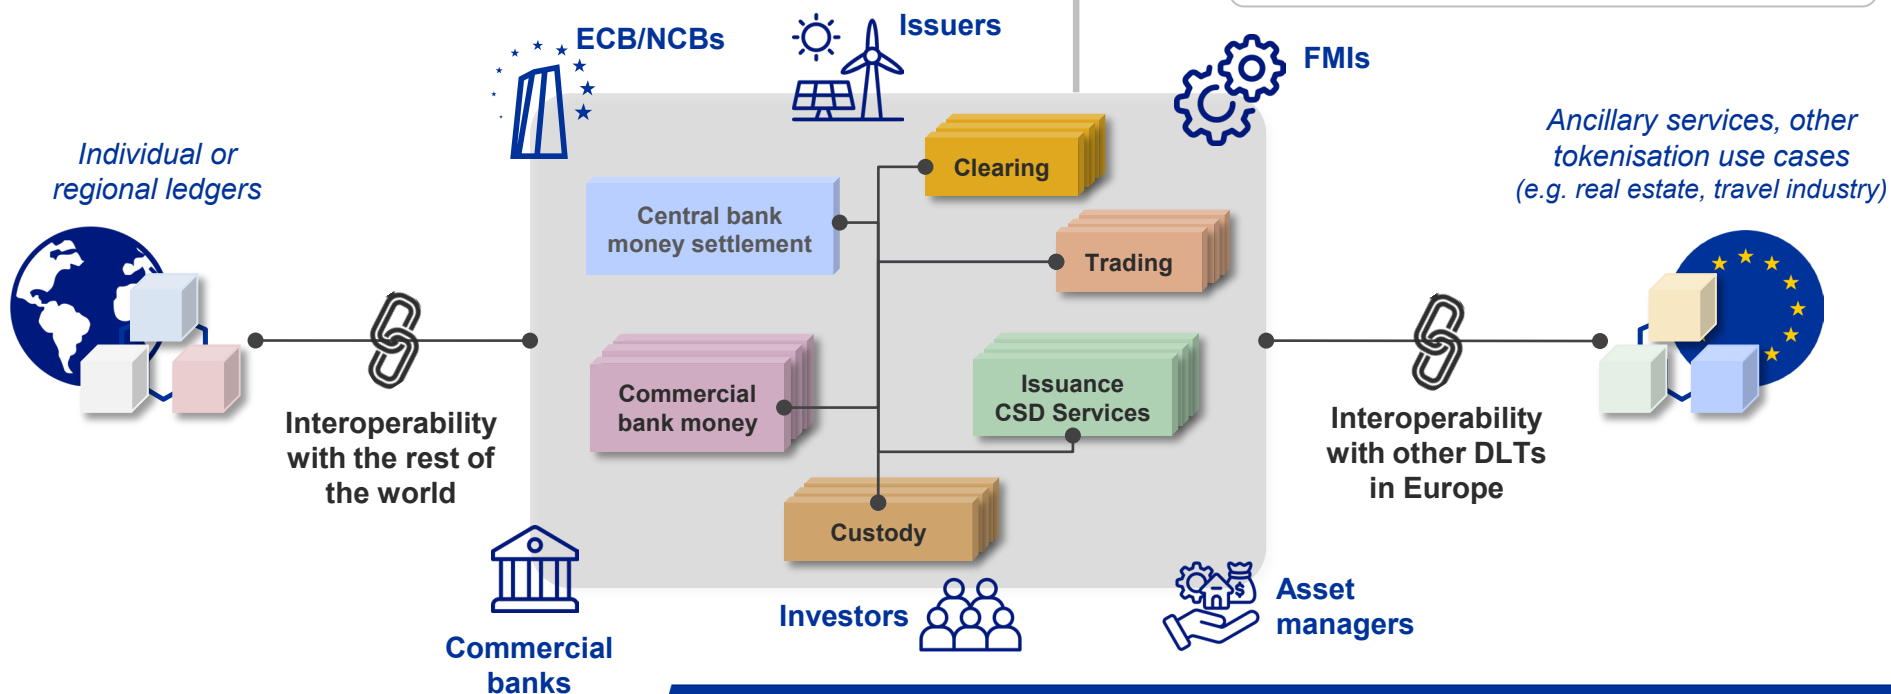 ECB/NCBs
Issuers
FMIs
Individual or
regional ledgers
Ancillary services, other
tokenisation use cases
(e.g. real estate, travel industry)
Clearing
Central bank
money settlement
Trading
Commercial
bank money
Issuance
CSD Services
Custody
Interoperability
with the rest of
the world
Interoperability
with other DLTs
in Europe
Commercial
banks
Investors
$
Asset
managers